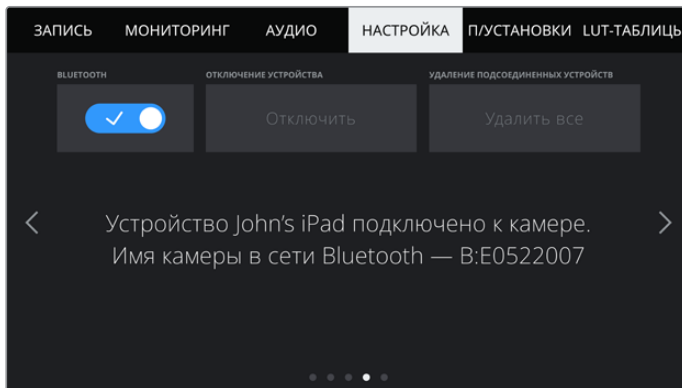 ЗАПИСЬ МОНИТОРИНГ АУДИО НАСТРОЙКА П/УСТАНОВКИ LUT-ТАБЛИЦЫ
BLUETOOTH ОТКЛЮЧЕНИЕ УСТРОЙСТВА УДАЛЕНИЕ ПОДСОЕДИНЕННЫХ УСТРОЙСТВ
Отключить Удалить все
Устройство John’s iPad подключено к камере.
Имя камеры в сети Bluetooth — B:E0522007